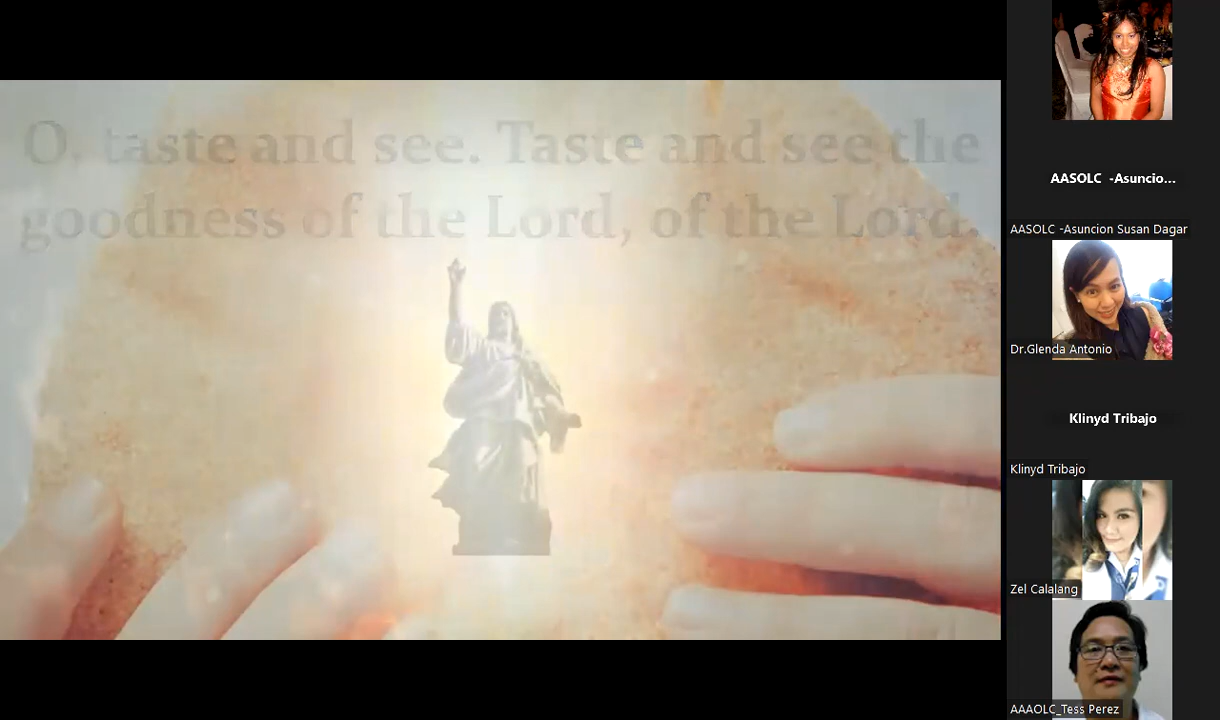 O, taste and see. Taste and see the
goodness of the Lord, of the Lord.
AASOLC -Asuncio...
AASOLC -Asuncion Susan Dagar
Dr.Glenda Antonio
Klinyd Tribajo
Klinyd Tribajo
Zel Calalang
AAAOLC_Tess Perez